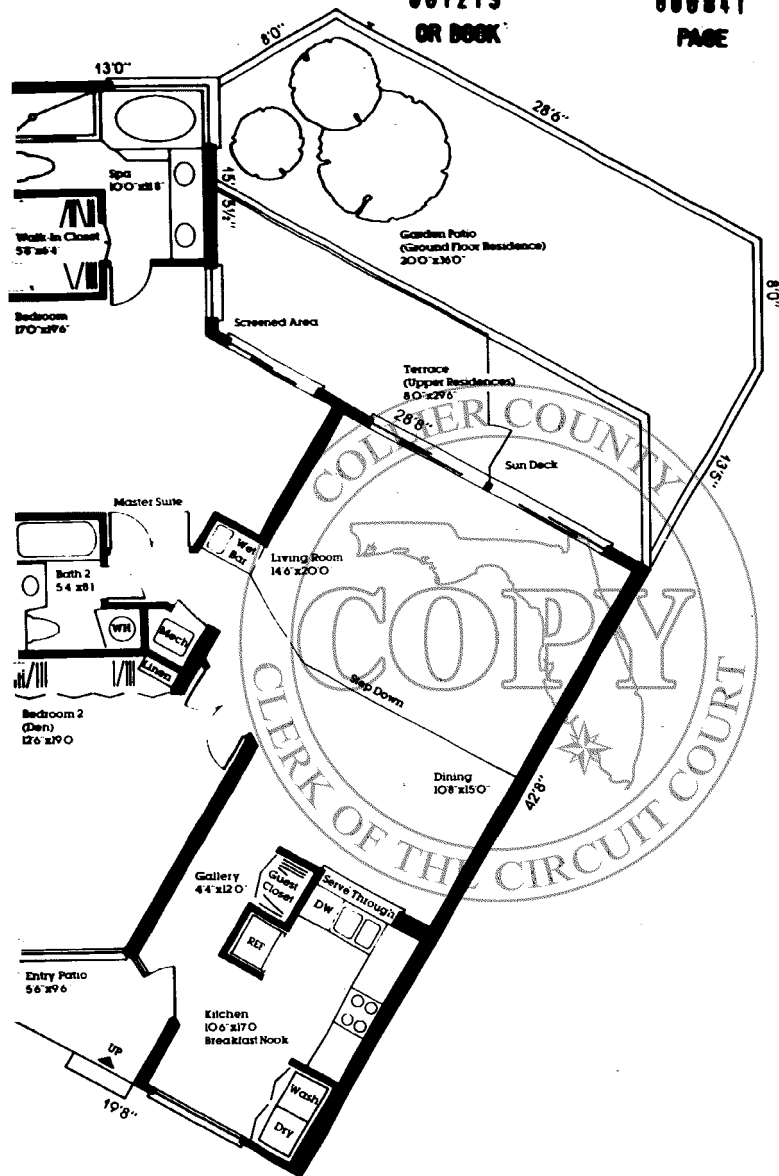 OR BOOK
PAGE
8'0"
13'0"
28'6"
Spa
10'0"x11'8"
15'5½"
Garden Patio
(Ground Floor Residence)
20'0"x36'0"
Walk-In Closet
5'8"x6'4"
8'0"
Bedroom
17'0"x19'6"
Screened Area
Terrace
(Upper Residences)
8'0"x29'6"
28'8"
COLLIER COUNTY
13'5"
Sun Deck
Master Suite
Wet
Bar
Living Room
14'6"x20'0"
Bath 2
5'4"x8'1"
WH
Mech
COPY
Linen
Step Down
Bedroom 2
(Den)
12'6"x19'0"
Dining
10'8"x15'0"
42'8"
CLERK OF THE CIRCUIT COURT
Gallery
4'4"x12'0"
Guest
Closet
Serve Through
DW
REF
Entry Patio
5'6"x9'6"
Kitchen
10'6"x17'0"
Breakfast Nook
UP
Wash
Dry
19'8"